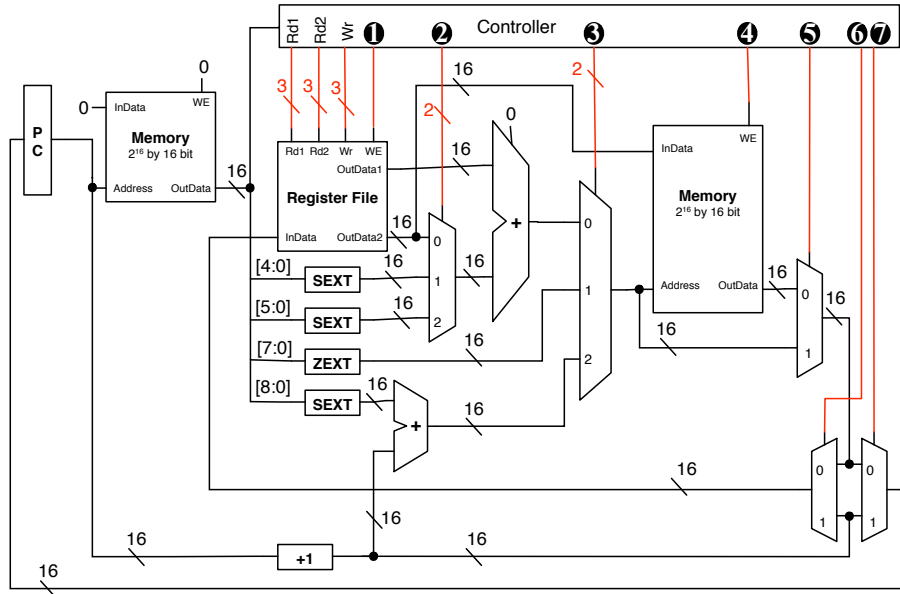 Controller
Rd1 Rd2 Wr 1 2 3 4 5 6 7
16 16
0 3 3 3 2 2
0 InData WE
P C
Memory
2¹⁶ by 16 bit
Address OutData 16
Rd1 Rd2 Wr WE
OutData1 16
Register File
InData OutData2 16
0
+
0 1 2
16
InData WE
Memory
2¹⁶ by 16 bit
Address OutData 16
0 1 16
[4:0] SEXT 16
0 1 2 16
[5:0] SEXT 16
[7:0] ZEXT 16
16
[8:0] SEXT 16
+ 16
16
0 1 0 1
16
16 +1 16
16